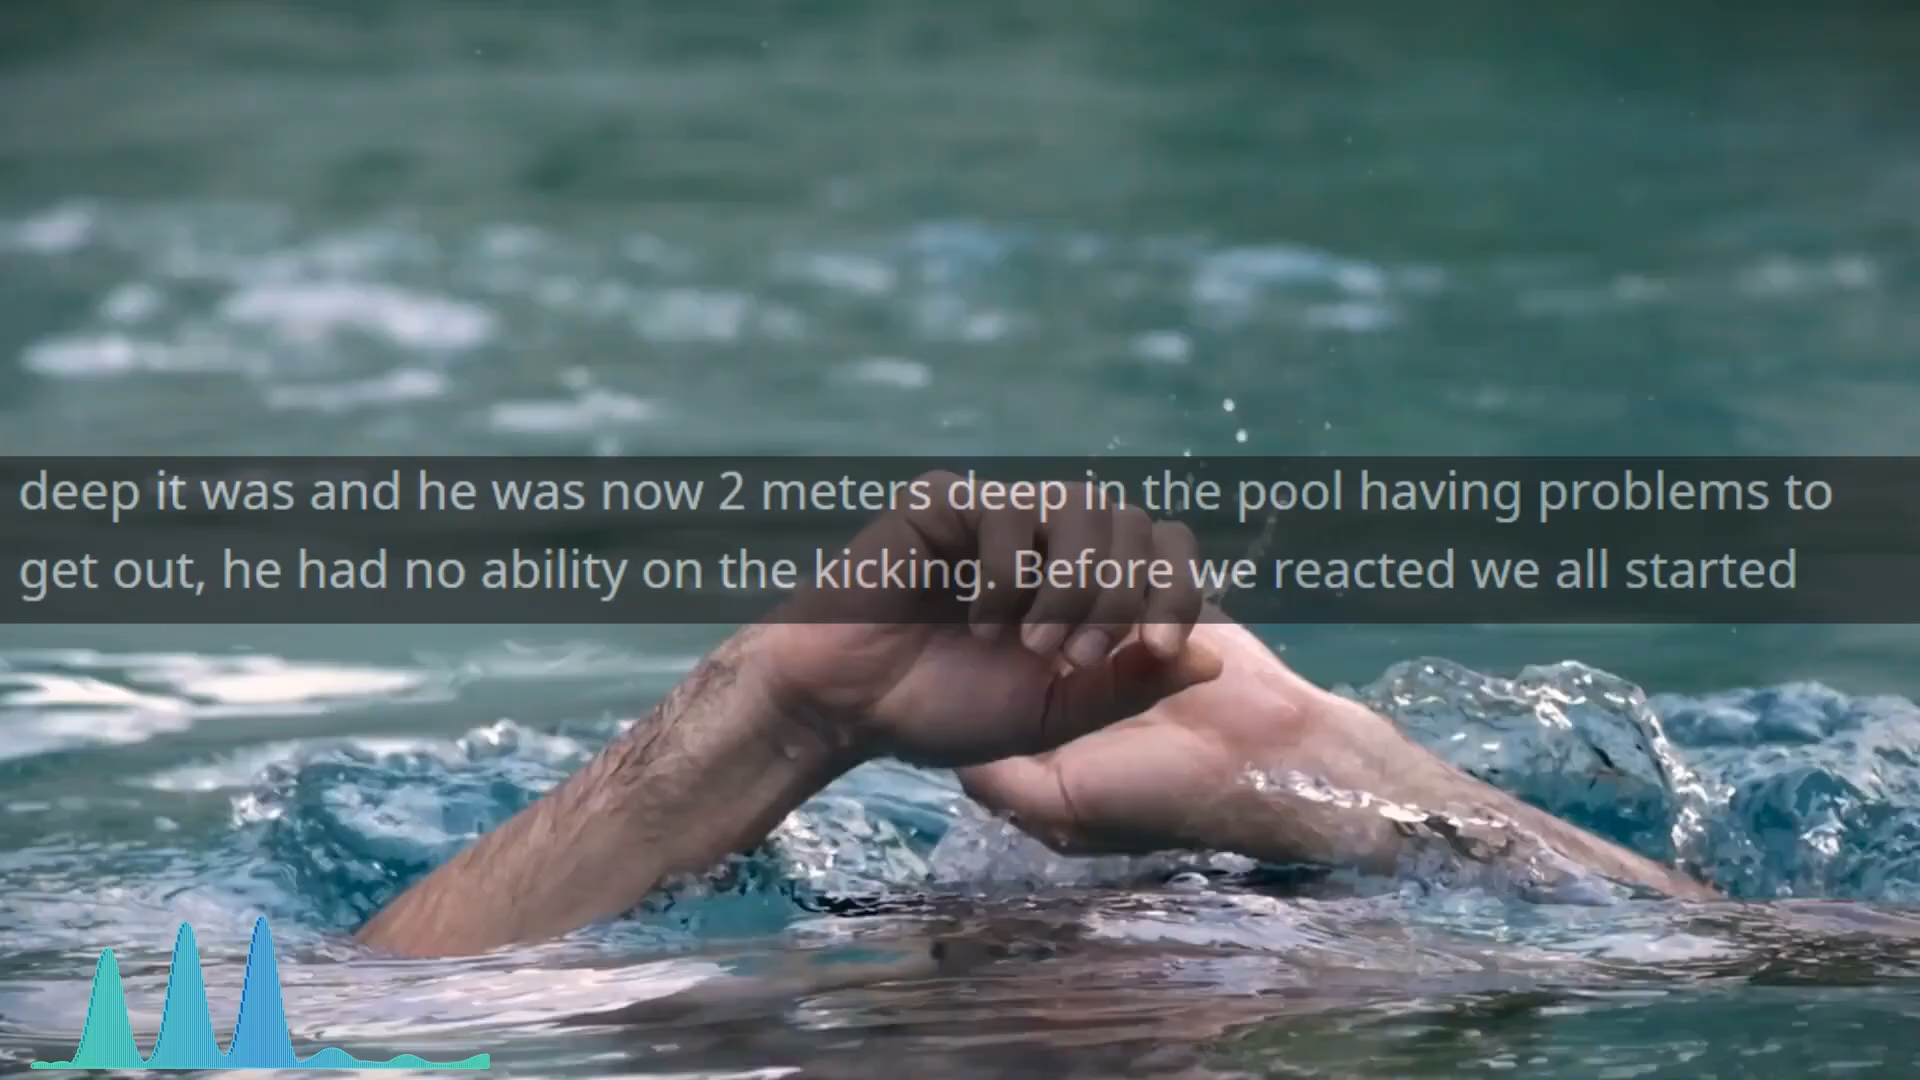 deep it was and he was now 2 meters deep in the pool having problems to
get out, he had no ability on the kicking. Before we reacted we all started